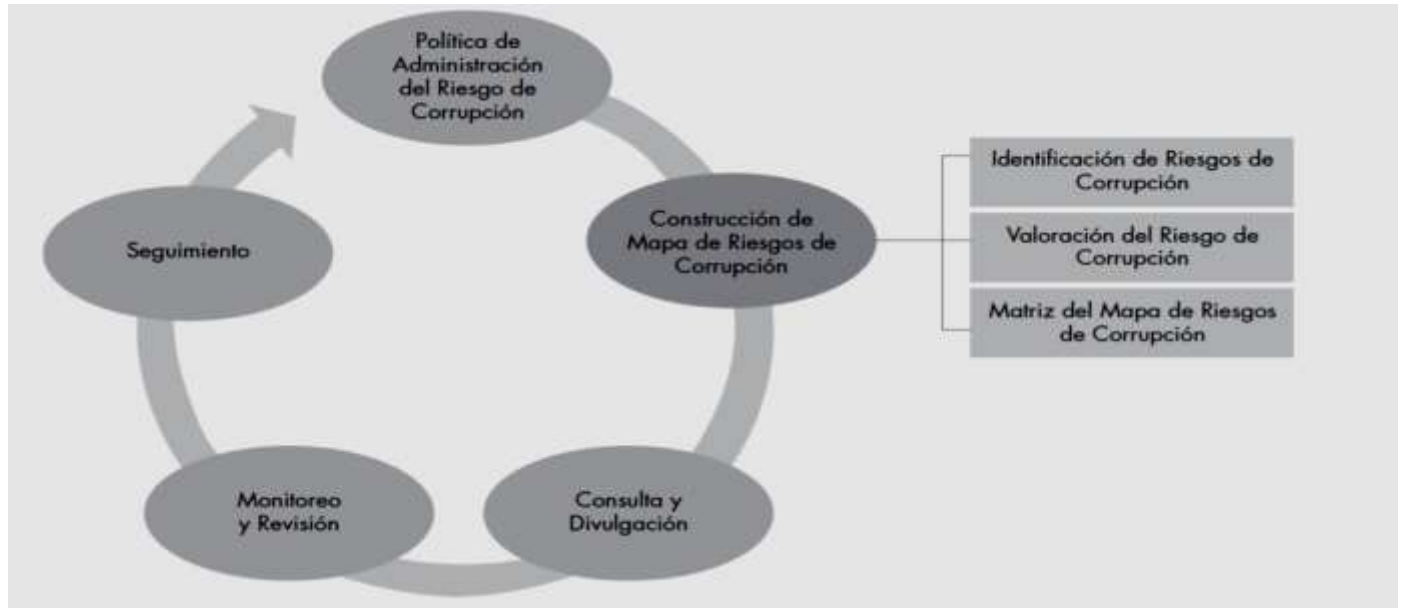 Política de
Administración
del Riesgo de
Corrupción
Construcción de
Mapa de Riesgos de
Corrupción
Identificación de Riesgos de
Corrupción
Valoración del Riesgo de
Corrupción
Matriz del Mapa de Riesgos
de Corrupción
Consulta y
Divulgación
Monitoreo
y Revisión
Seguimiento